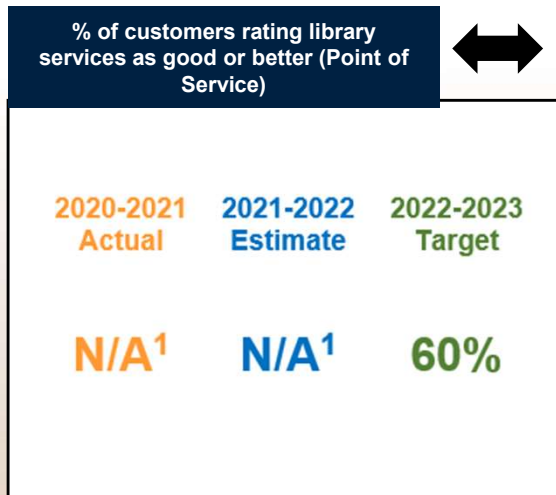 % of customers rating library
services as good or better (Point of
Service)
2020-2021 2021-2022 2022-2023
Actual Estimate Target
N/A¹ N/A¹ 60%